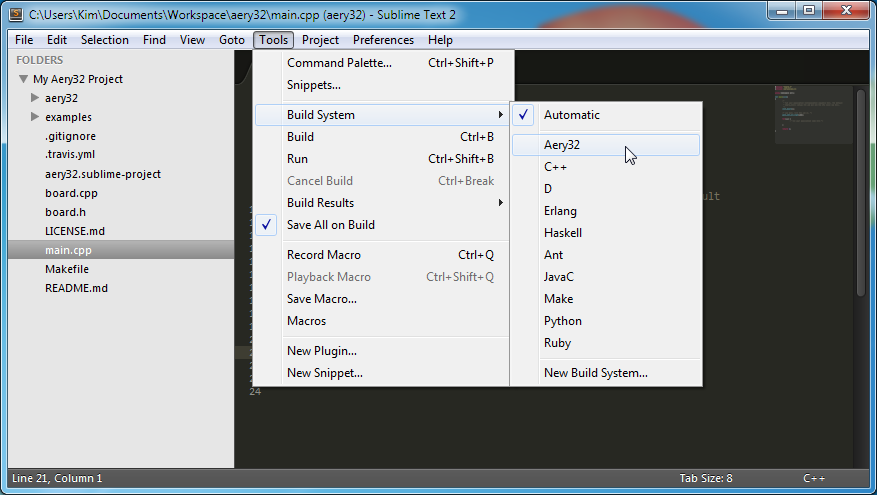 C:\Users\Kim\Documents\Workspace\aery32\main.cpp (aery32) - Sublime Text 2
File Edit Selection Find View Goto Tools Project Preferences Help
FOLDERS
My Aery32 Project
aery32
examples
.gitignore
.travis.yml
aery32.sublime-project
board.cpp
board.h
LICENSE.md
main.cpp
Makefile
README.md
Command Palette... Ctrl+Shift+P
Snippets...
Build System
Build Ctrl+B
Run Ctrl+Shift+B
Cancel Build Ctrl+Break
Build Results
Save All on Build
Record Macro Ctrl+Q
Playback Macro Ctrl+Shift+Q
Save Macro...
Macros
New Plugin...
New Snippet...
Automatic
Aery32
C++
D
Erlang
Haskell
Ant
JavaC
Make
Python
Ruby
New Build System...
ult
24
Line 21, Column 1 Tab Size: 8 C++